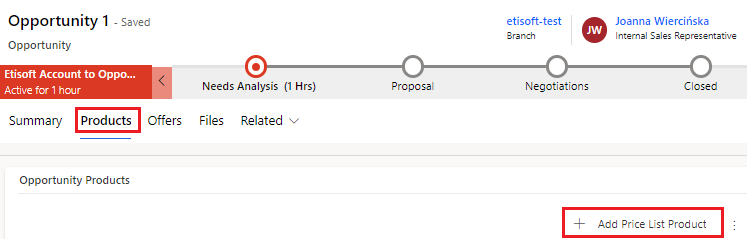 Opportunity 1 - Saved
Opportunity
etisoft-test
Branch
JW
Joanna Wiercińska
Internal Sales Representative
Etisoft Account to Oppo...
Active for 1 hour
Needs Analysis (1 Hrs)
Proposal
Negotiations
Closed
Summary Products Offers Files Related
Opportunity Products
+ Add Price List Product